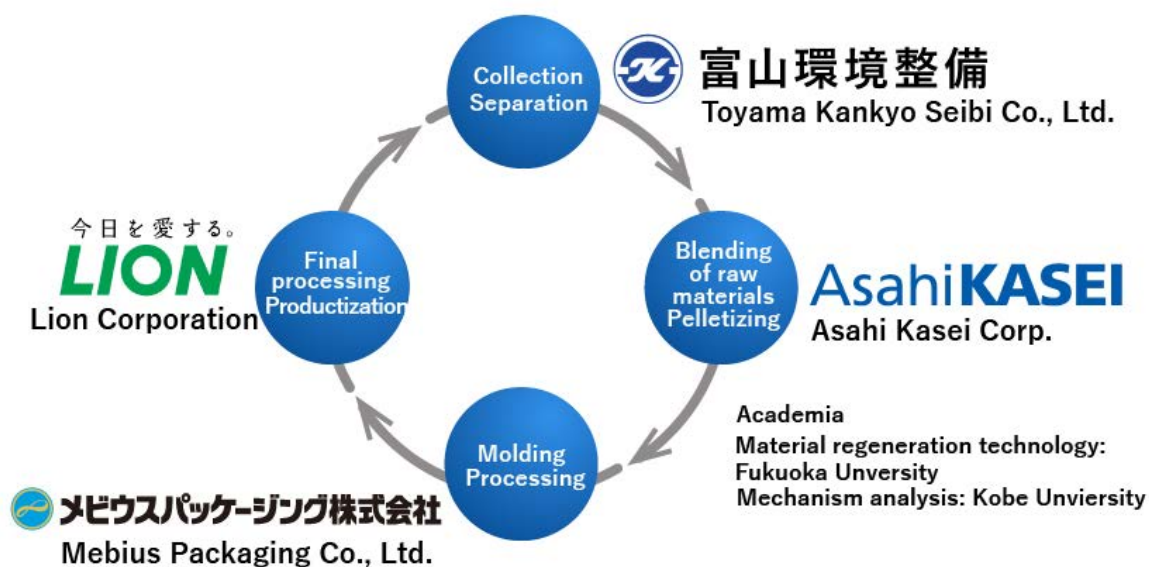 Collection
Separation
富山環境整備
Toyama Kankyo Seibi Co., Ltd.
Blending
of raw
materials
Pelletizing
AsahiKASEI
Asahi Kasei Corp.
Academia
Material regeneration technology:
Fukuoka Unversity
Mechanism analysis: Kobe Unviersity
Molding
Processing
メビウスパッケージング株式会社
Mebius Packaging Co., Ltd.
Final
processing
Productization
今日を愛する。
LION
Lion Corporation